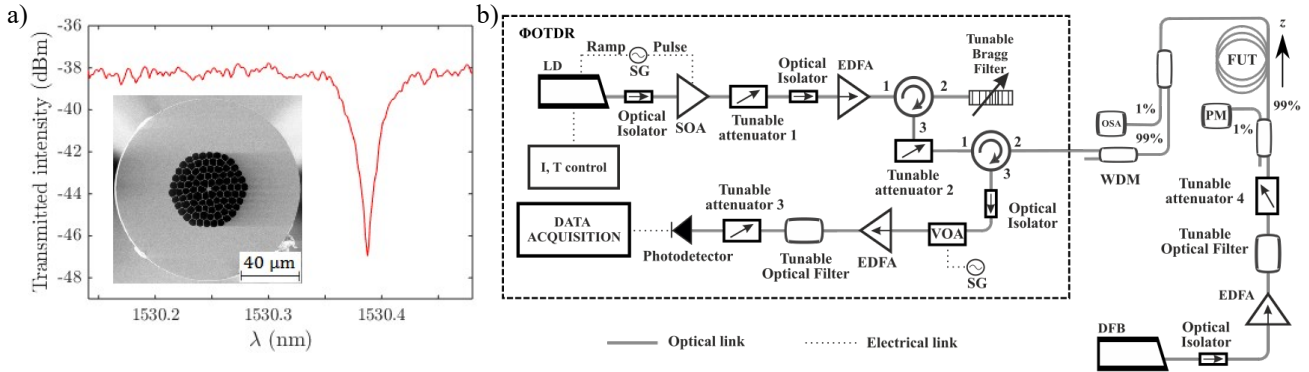 a)
Transmitted intensity (dBm)
-36
-38
-40
-42
-44
-46
-48
40 µm
1530.2
1530.3
1530.4
λ (nm)
b)
ΦOTDR
Ramp
Pulse
SG
LD
Optical
Isolator
SOA
Tunable
attenuator 1
Optical
Isolator
EDFA
1
2
3
Tunable
Bragg
Filter
I, T control
Tunable
attenuator 2
1
2
3
Optical
Isolator
VOA
SG
EDFA
Tunable
Optical Filter
Tunable
attenuator 3
Photodetector
DATA
ACQUISITION
Optical link
Electrical link
WDM
99%
1%
OSA
FUT
z
99%
1%
PM
Tunable
attenuator 4
Tunable
Optical Filter
EDFA
Optical
Isolator
DFB